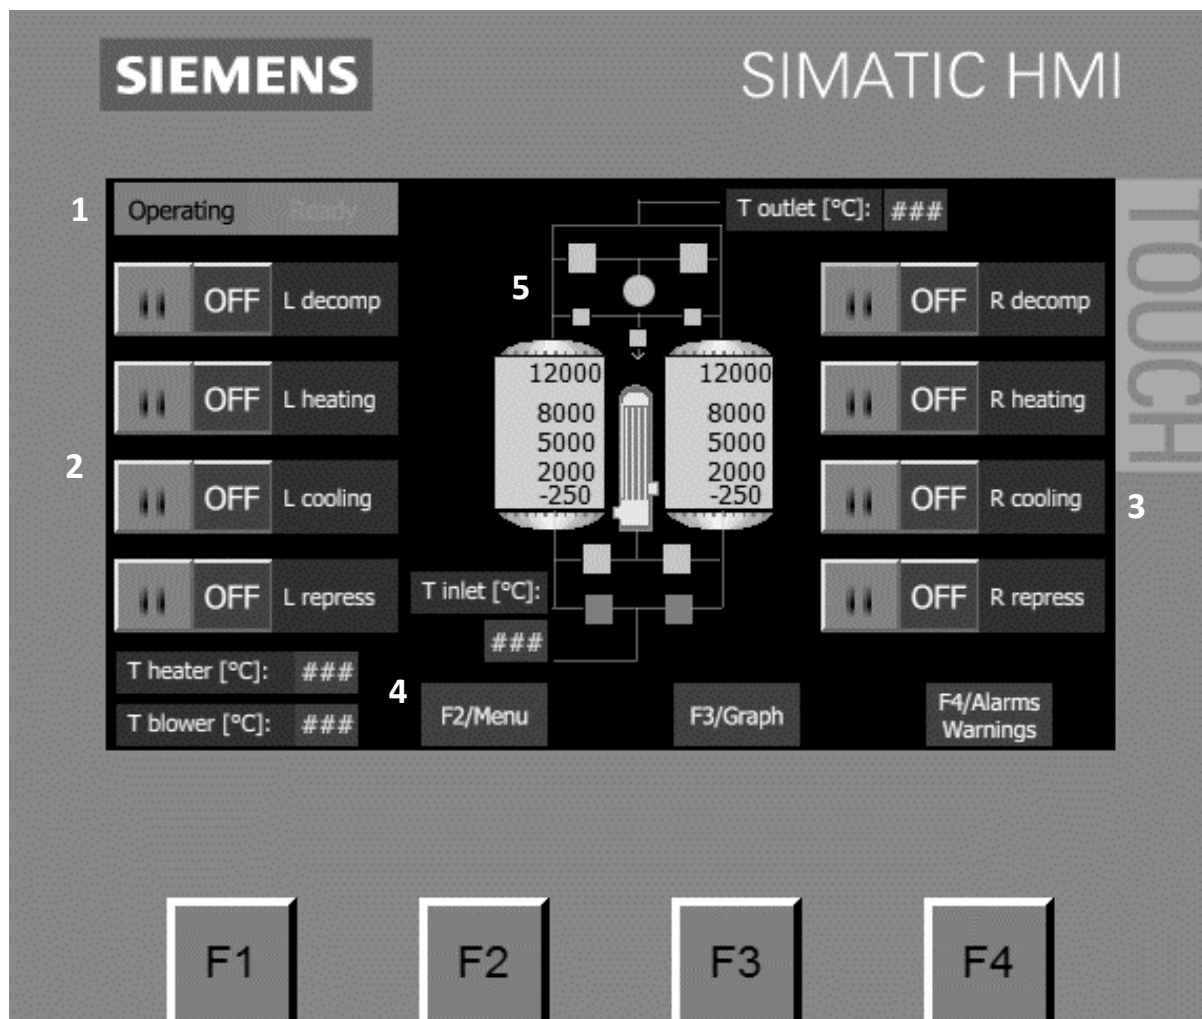 SIEMENS
SIMATIC HMI
TOUCH
1
Operating Ready
T outlet [°C]: ###
5
OFF L decomp
OFF R decomp
12000
8000
5000
2000
-250
12000
8000
5000
2000
-250
OFF L heating
OFF R heating
2
OFF L cooling
OFF R cooling
3
OFF L repress
OFF R repress
T inlet [°C]:
###
T heater [°C]: ###
T blower [°C]: ###
4
F2/Menu
F3/Graph
F4/Alarms
Warnings
F1
F2
F3
F4